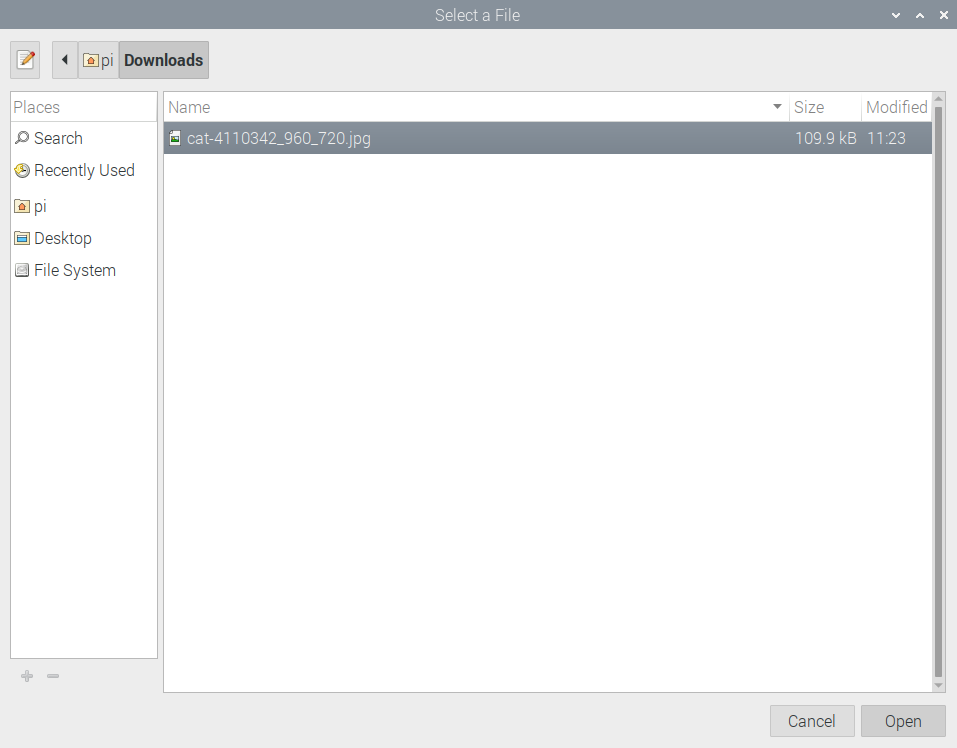 Select a File
pi Downloads
Places
Search
Recently Used
pi
Desktop
File System
Name Size Modified
cat-4110342_960_720.jpg 109.9 kB 11:23
Cancel Open